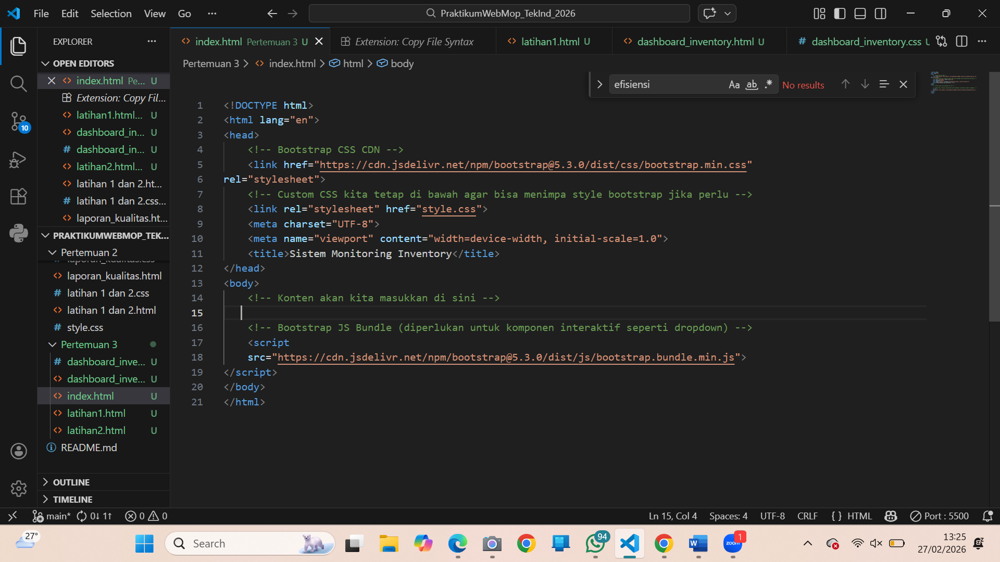 File Edit Selection View Go ···
PraktikumWebMop_TekInd_2026
EXPLORER ···
OPEN EDITORS
index.html Pe... U
Extension: Copy Fil...
latihan1.html... U
dashboard_in... U
dashboard_in... U
latihan2.html... U
latihan 1 dan 2.ht...
latihan 1 dan 2.css...
laporan_kualitas.ht...
PRAKTIKUMWEBMOP_TEK...
Pertemuan 2
laporan_kualitas.css
laporan_kualitas.html
latihan 1 dan 2.css
latihan 1 dan 2.html
style.css
Pertemuan 3
dashboard_inve... U
dashboard_inve... U
index.html U
latihan1.html U
latihan2.html U
README.md
OUTLINE
TIMELINE
10
index.html Pertemuan 3 U
Extension: Copy File Syntax
latihan1.html U
dashboard_inventory.html U
dashboard_inventory.css U
Pertemuan 3 > index.html > html > body
efisiensi Aa ab .* No results
1 <!DOCTYPE html>
2 <html lang="en">
3 <head>
4 <!-- Bootstrap CSS CDN -->
5 <link href="https://cdn.jsdelivr.net/npm/bootstrap@5.3.0/dist/css/bootstrap.min.css"
6 rel="stylesheet">
7 <!-- Custom CSS kita tetap di bawah agar bisa menimpa style bootstrap jika perlu -->
8 <link rel="stylesheet" href="style.css">
9 <meta charset="UTF-8">
10 <meta name="viewport" content="width=device-width, initial-scale=1.0">
11 <title>Sistem Monitoring Inventory</title>
12 </head>
13 <body>
14 <!-- Konten akan kita masukkan di sini -->
15
16 <!-- Bootstrap JS Bundle (diperlukan untuk komponen interaktif seperti dropdown) -->
17 <script
18 src="https://cdn.jsdelivr.net/npm/bootstrap@5.3.0/dist/js/bootstrap.bundle.min.js">
19 </script>
20 </body>
21 </html>
main* 0↓ 1↑ 0 0
Ln 15, Col 4 Spaces: 4 UTF-8 CRLF { } HTML Port : 5500
27°
Search
94
zoom
1
13:25
27/02/2026